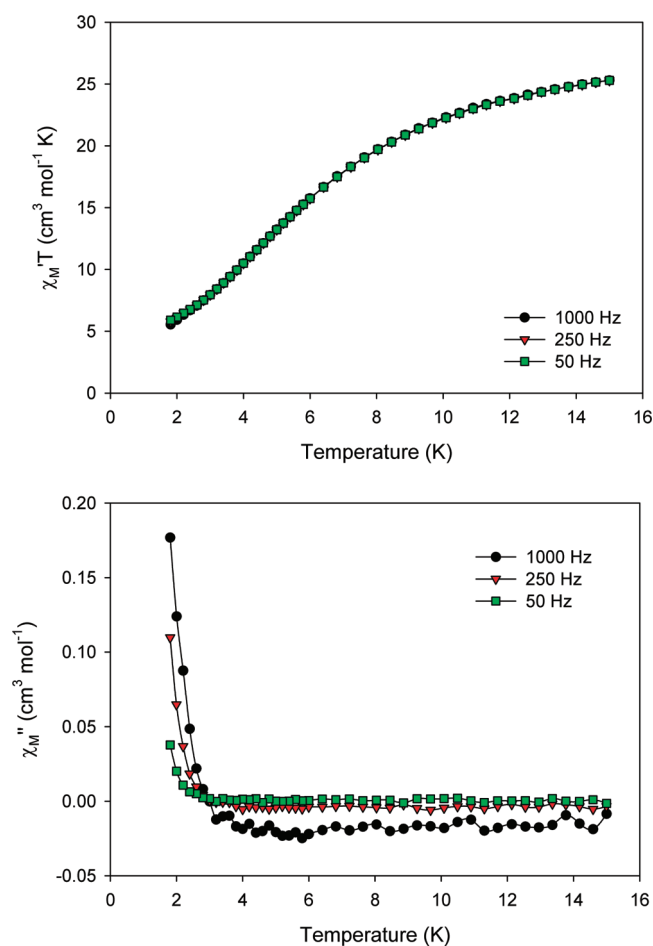 30
25
20
15
10
5
0
χM'T (cm³ mol⁻¹ K)
1000 Hz
250 Hz
50 Hz
0 2 4 6 8 10 12 14 16
Temperature (K)
0.20
0.15
0.10
0.05
0.00
-0.05
χM" (cm³ mol⁻¹)
1000 Hz
250 Hz
50 Hz
0 2 4 6 8 10 12 14 16
Temperature (K)